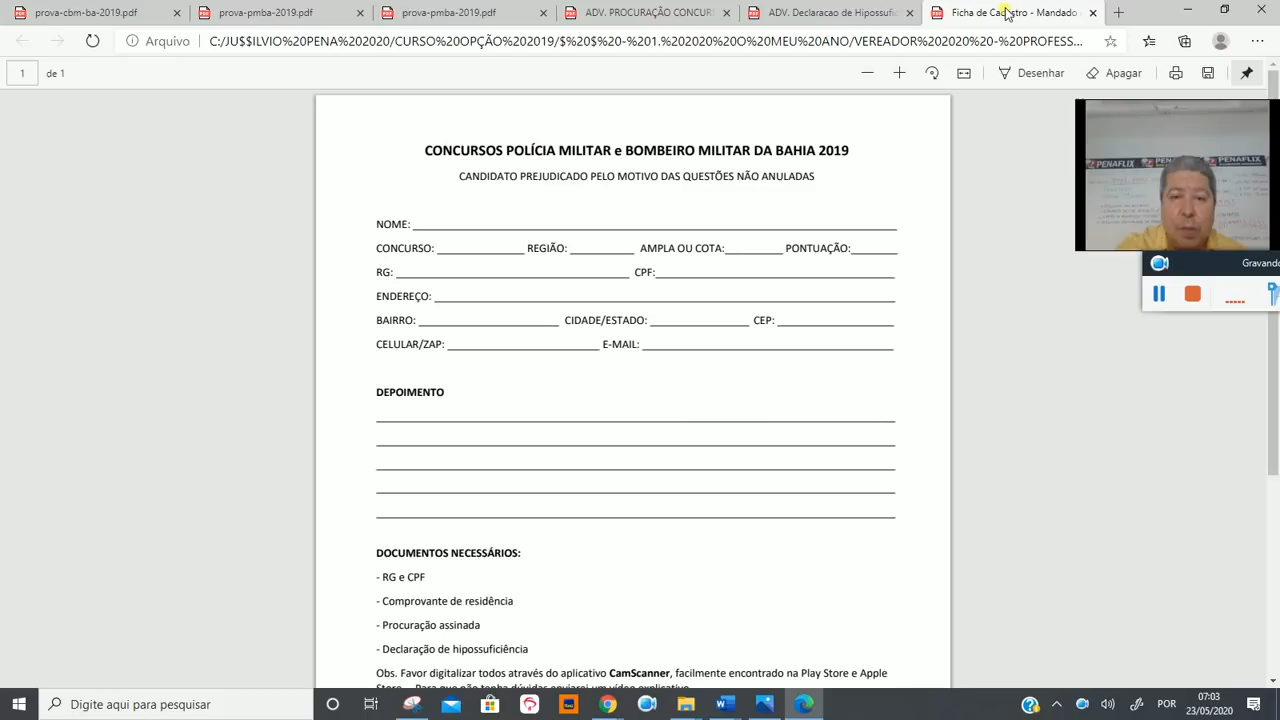 prova-cbm-ba-2019.pdf
prova-pmba-2019.pdf
prova-pmba-2019.pdf
ADV. PROCURAÇÃO CONCUR
ADV. Declaracao de Hipossufi
Ficha de Cadastro - Mandado
Arquivo C:/JU$$ILVIO%20PENA%202020/CURSO%20OPÇÃO%202019/$%20$%20-%201.%202020%20O%20MEU%20ANO/VEREADOR%202020%20-%20PROFESS...
1 de 1
Desenhar
Apagar
CONCURSOS POLÍCIA MILITAR e BOMBEIRO MILITAR DA BAHIA 2019
CANDIDATO PREJUDICADO PELO MOTIVO DAS QUESTÕES NÃO ANULADAS
NOME:
CONCURSO: REGIÃO: AMPLA OU COTA: PONTUAÇÃO:
RG: CPF:
ENDEREÇO:
BAIRRO: CIDADE/ESTADO: CEP:
CELULAR/ZAP: E-MAIL:
DEPOIMENTO
DOCUMENTOS NECESSÁRIOS:
- RG e CPF
- Comprovante de residência
- Procuração assinada
- Declaração de hipossuficiência
Obs. Favor digitalizar todos através do aplicativo CamScanner, facilmente encontrado na Play Store e Apple
PENAFLIX
PENAFLIX
Gravando
Digite aqui para pesquisar
POR
07:03
23/05/2020